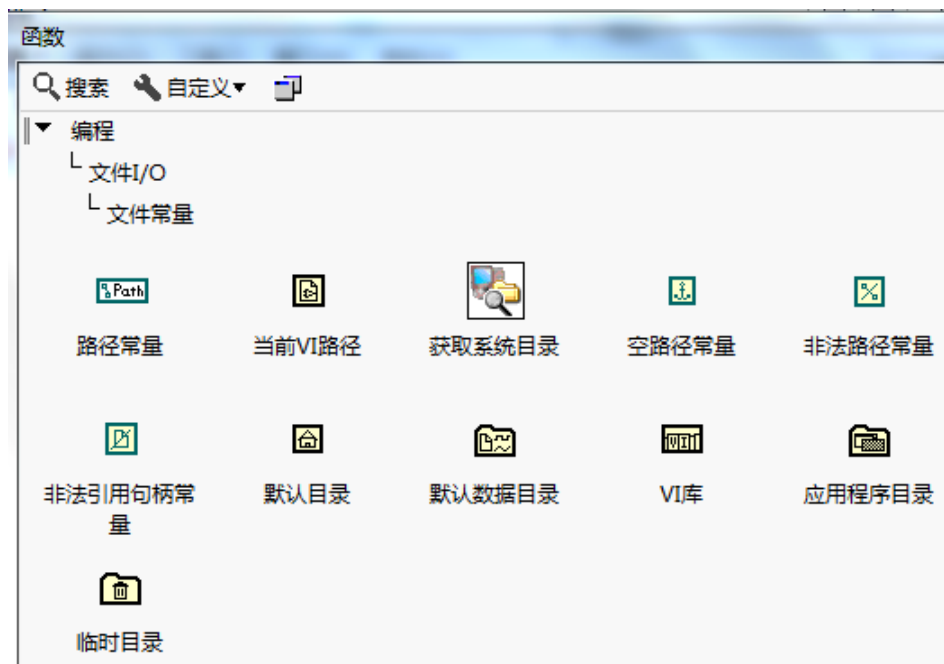 函数
搜索 自定义
编程
文件I/O
文件常量
Path
路径常量 当前VI路径 获取系统目录 空路径常量 非法路径常量
VI
非法引用句柄常 默认目录 默认数据目录 VI库 应用程序目录
量
临时目录